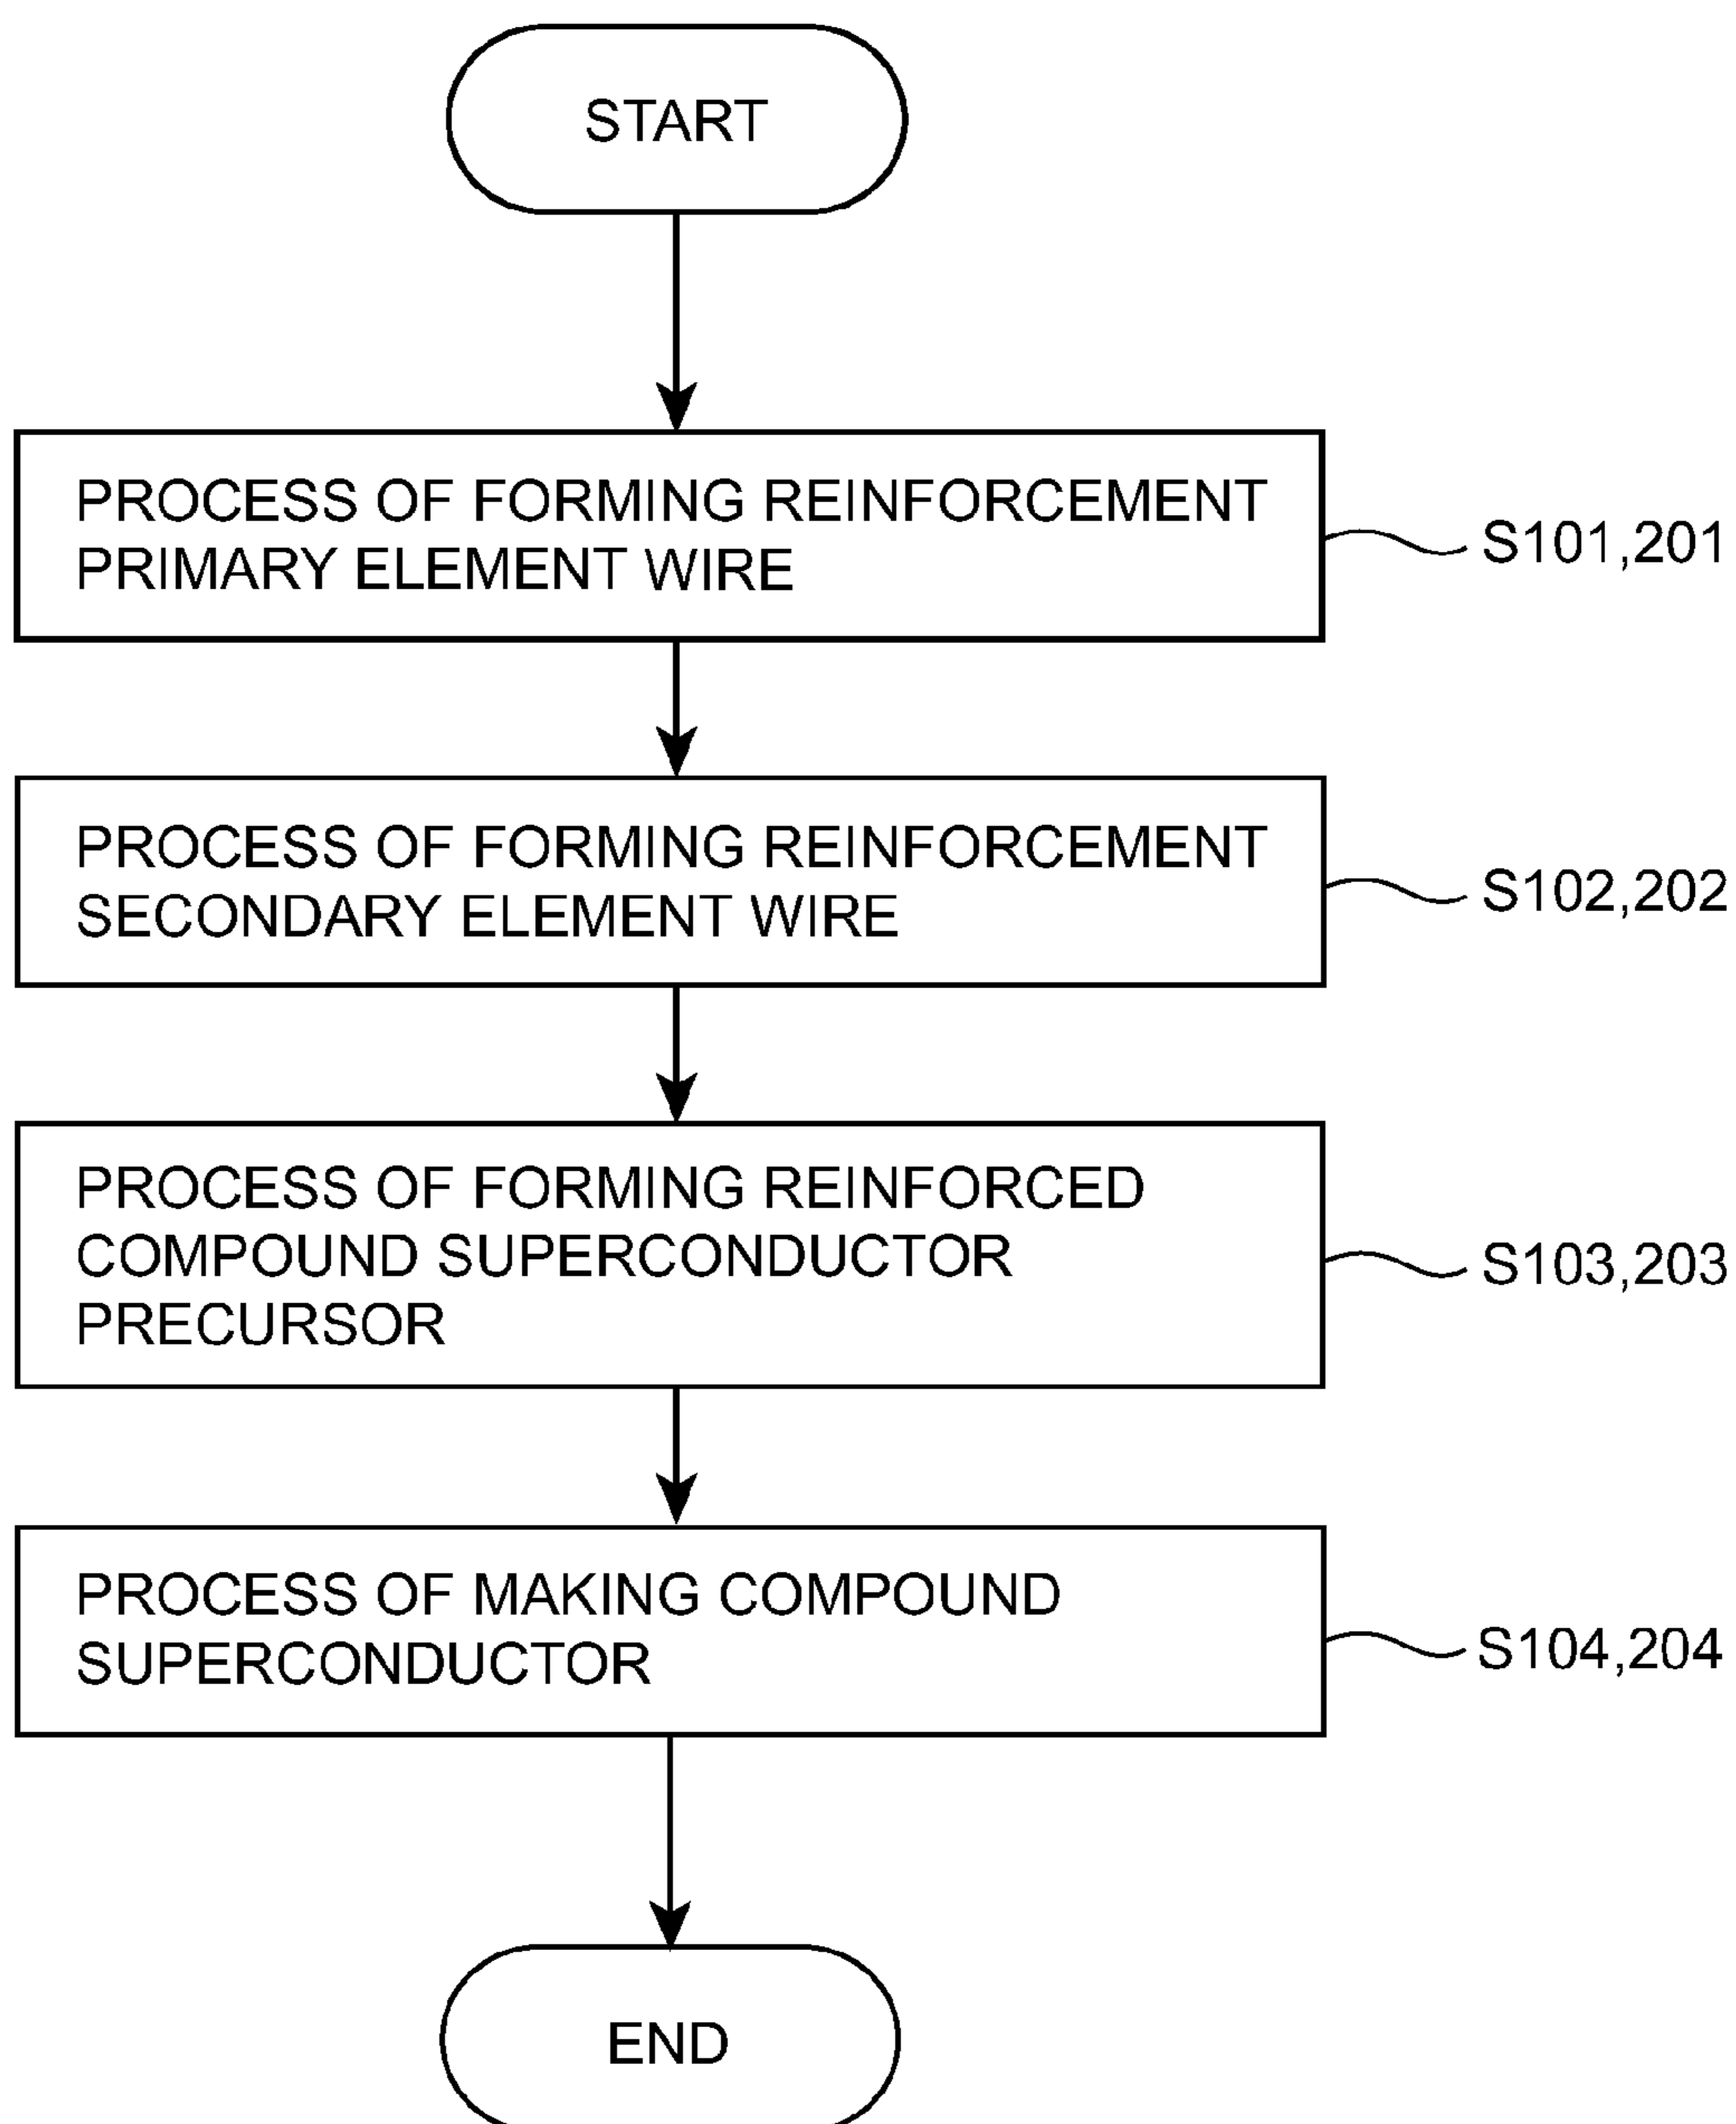 START
PROCESS OF FORMING REINFORCEMENT
PRIMARY ELEMENT WIRE
S101,201
PROCESS OF FORMING REINFORCEMENT
SECONDARY ELEMENT WIRE
S102,202
PROCESS OF FORMING REINFORCED
COMPOUND SUPERCONDUCTOR
PRECURSOR
S103,203
PROCESS OF MAKING COMPOUND
SUPERCONDUCTOR
S104,204
END